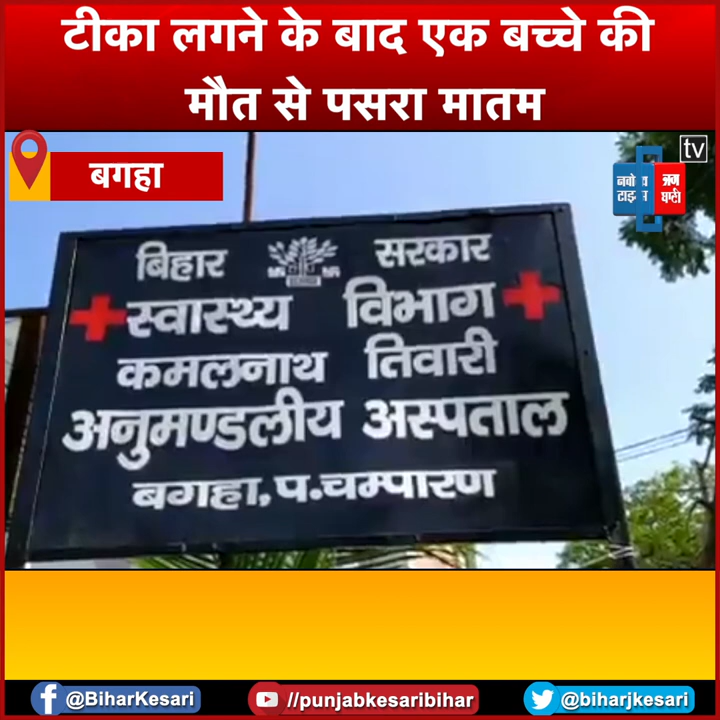 टीका लगने के बाद एक बच्चे की
मौत से पसरा मातम
बगहा
tv
जग
बाणी
बिहार सरकार
स्वास्थ्य विभाग
कमलनाथ तिवारी
अनुमण्डलीय अस्पताल
बगहा, प.चम्पारण
@BiharKesari
//punjabkesaribihar
@biharjkesari